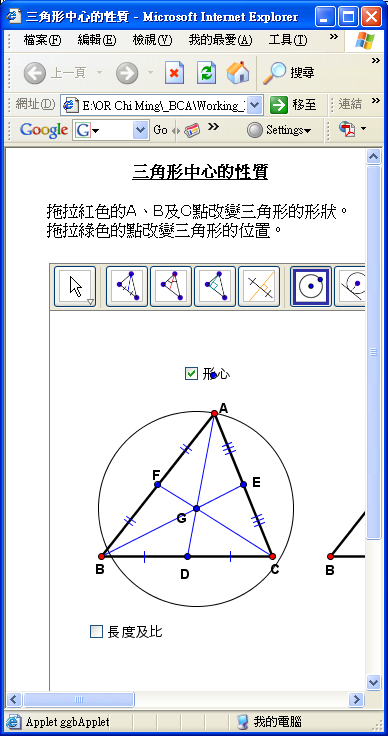 三角形中心的性質 - Microsoft Internet Explorer
檔案(F) 編輯(E) 檢視(V) 我的最愛(A) 工具(T) »
上一頁 搜尋
網址(D) E:\OR Chi Ming\_BCA\Working_ 移至 連結 »
Google G Go » Settings »
三角形中心的性質
拖拉紅色的A、B及C點改變三角形的形狀。
拖拉綠色的點改變三角形的位置。
形心
A
F E
G
B D C B
長度及比
Applet ggbApplet 我的電腦